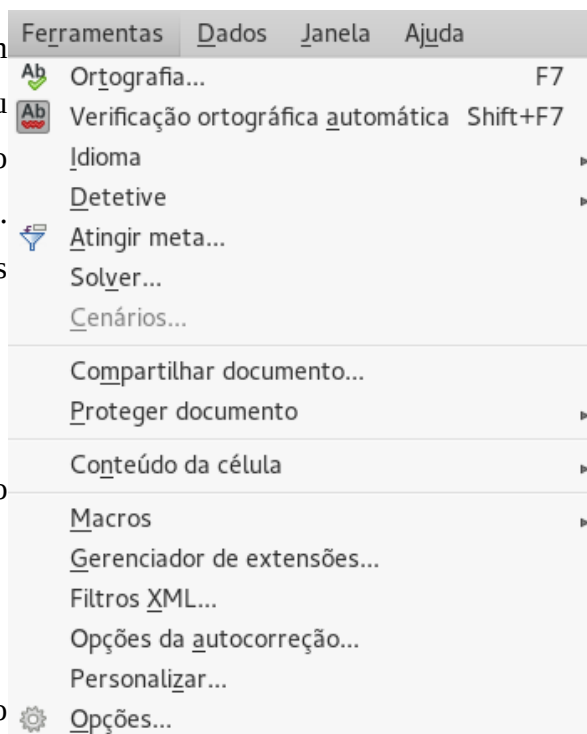 Ferramentas Dados Janela Ajuda
Ortografia... F7
Verificação ortográfica automática Shift+F7
Idioma
Detetive
Atingir meta...
Solver...
Cenários...
Compartilhar documento...
Proteger documento
Conteúdo da célula
Macros
Gerenciador de extensões...
Filtros XML...
Opções da autocorreção...
Personalizar...
Opções...